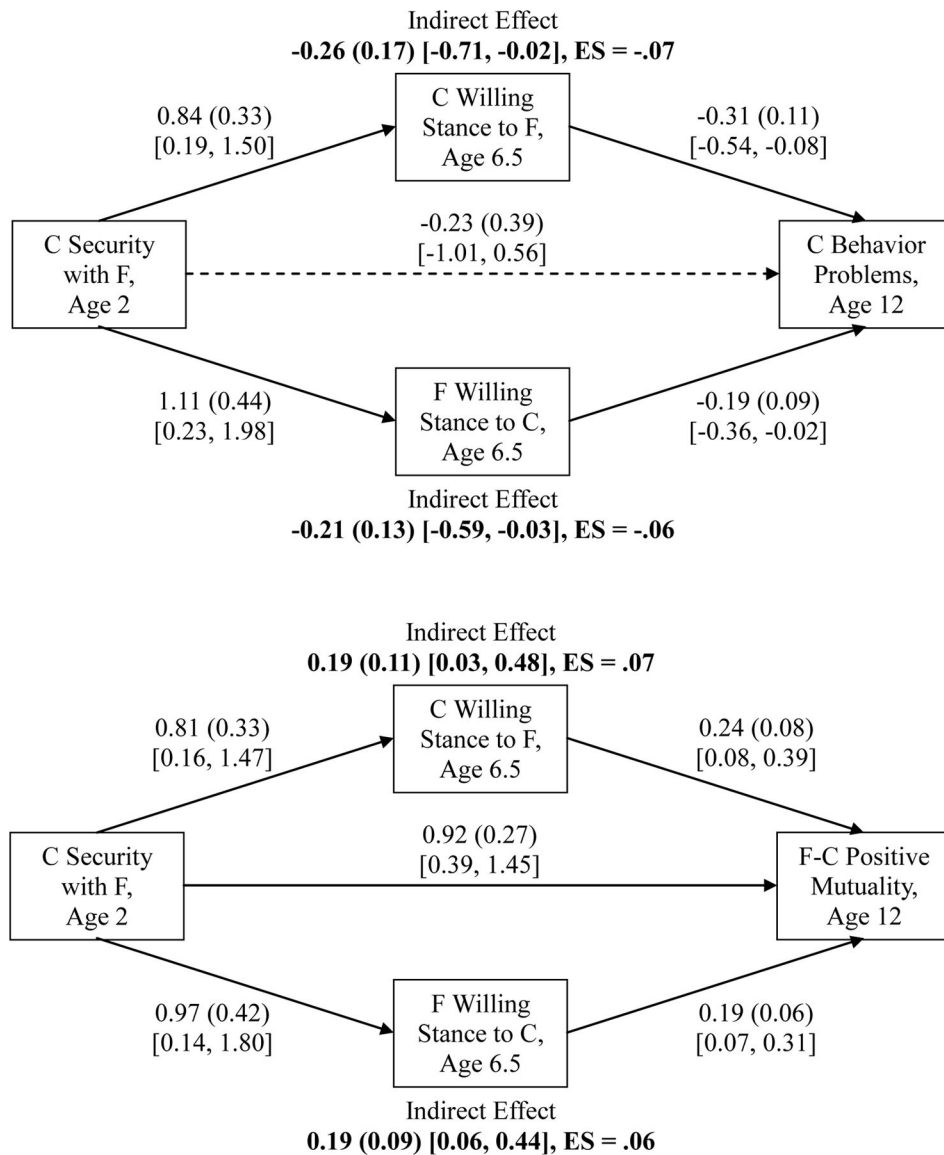 Indirect Effect
-0.26 (0.17) [-0.71, -0.02], ES = -.07
C Willing
Stance to F,
Age 6.5
0.84 (0.33)
[0.19, 1.50]
-0.31 (0.11)
[-0.54, -0.08]
C Security
with F,
Age 2
-0.23 (0.39)
[-1.01, 0.56]
C Behavior
Problems,
Age 12
1.11 (0.44)
[0.23, 1.98]
F Willing
Stance to C,
Age 6.5
-0.19 (0.09)
[-0.36, -0.02]
Indirect Effect
-0.21 (0.13) [-0.59, -0.03], ES = -.06
Indirect Effect
0.19 (0.11) [0.03, 0.48], ES = .07
C Willing
Stance to F,
Age 6.5
0.81 (0.33)
[0.16, 1.47]
0.24 (0.08)
[0.08, 0.39]
C Security
with F,
Age 2
0.92 (0.27)
[0.39, 1.45]
F-C Positive
Mutuality,
Age 12
0.97 (0.42)
[0.14, 1.80]
F Willing
Stance to C,
Age 6.5
0.19 (0.06)
[0.07, 0.31]
Indirect Effect
0.19 (0.09) [0.06, 0.44], ES = .06